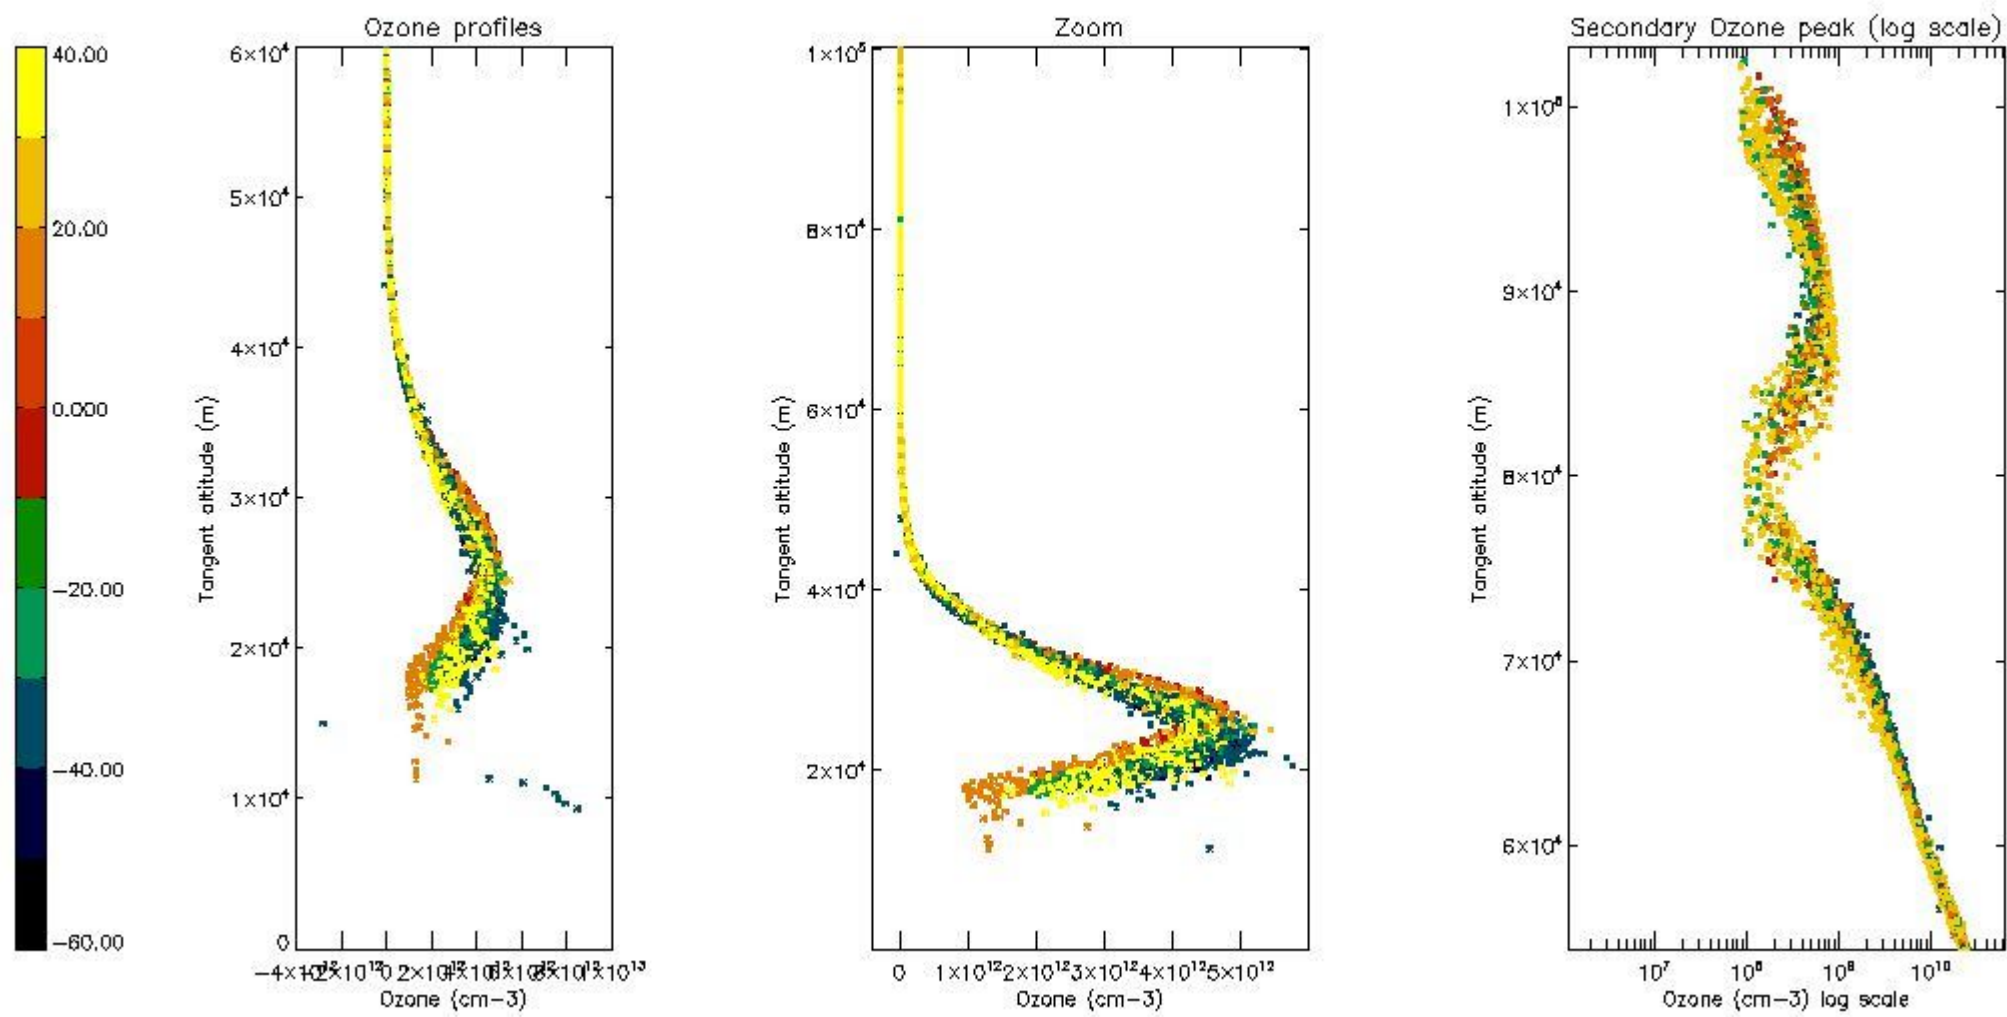 Ozone profiles
Zoom
Secondary Ozone peak (log scale)
40.00
20.00
0.000
−20.00
−40.00
−60.00
6×10⁴
5×10⁴
4×10⁴
3×10⁴
2×10⁴
1×10⁴
0
Tangent altitude (m)
Ozone (cm−3)
1×10⁵
8×10⁴
6×10⁴
4×10⁴
2×10⁴
Tangent altitude (m)
0 1×10¹² 2×10¹² 3×10¹² 4×10¹² 5×10¹²
Ozone (cm−3)
1×10⁵
9×10⁴
8×10⁴
7×10⁴
6×10⁴
Tangent altitude (m)
10⁷ 10⁸ 10⁹ 10¹⁰
Ozone (cm−3) log scale